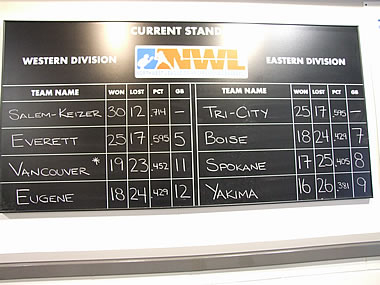 CURRENT STAND
WESTERN DIVISION NWL EASTERN DIVISION
TEAM NAME WON LOST PCT GB TEAM NAME WON LOST PCT GB
SALEM-KEIZER 30 12 .714 — TRI-CITY 25 17 .595 —
EVERETT 25 17 .595 5 BOISE 18 24 .429 7
VANCOUVER * 19 23 .452 11 SPOKANE 17 25 .405 8
EUGENE 18 24 .429 12 YAKIMA 16 26 .381 9